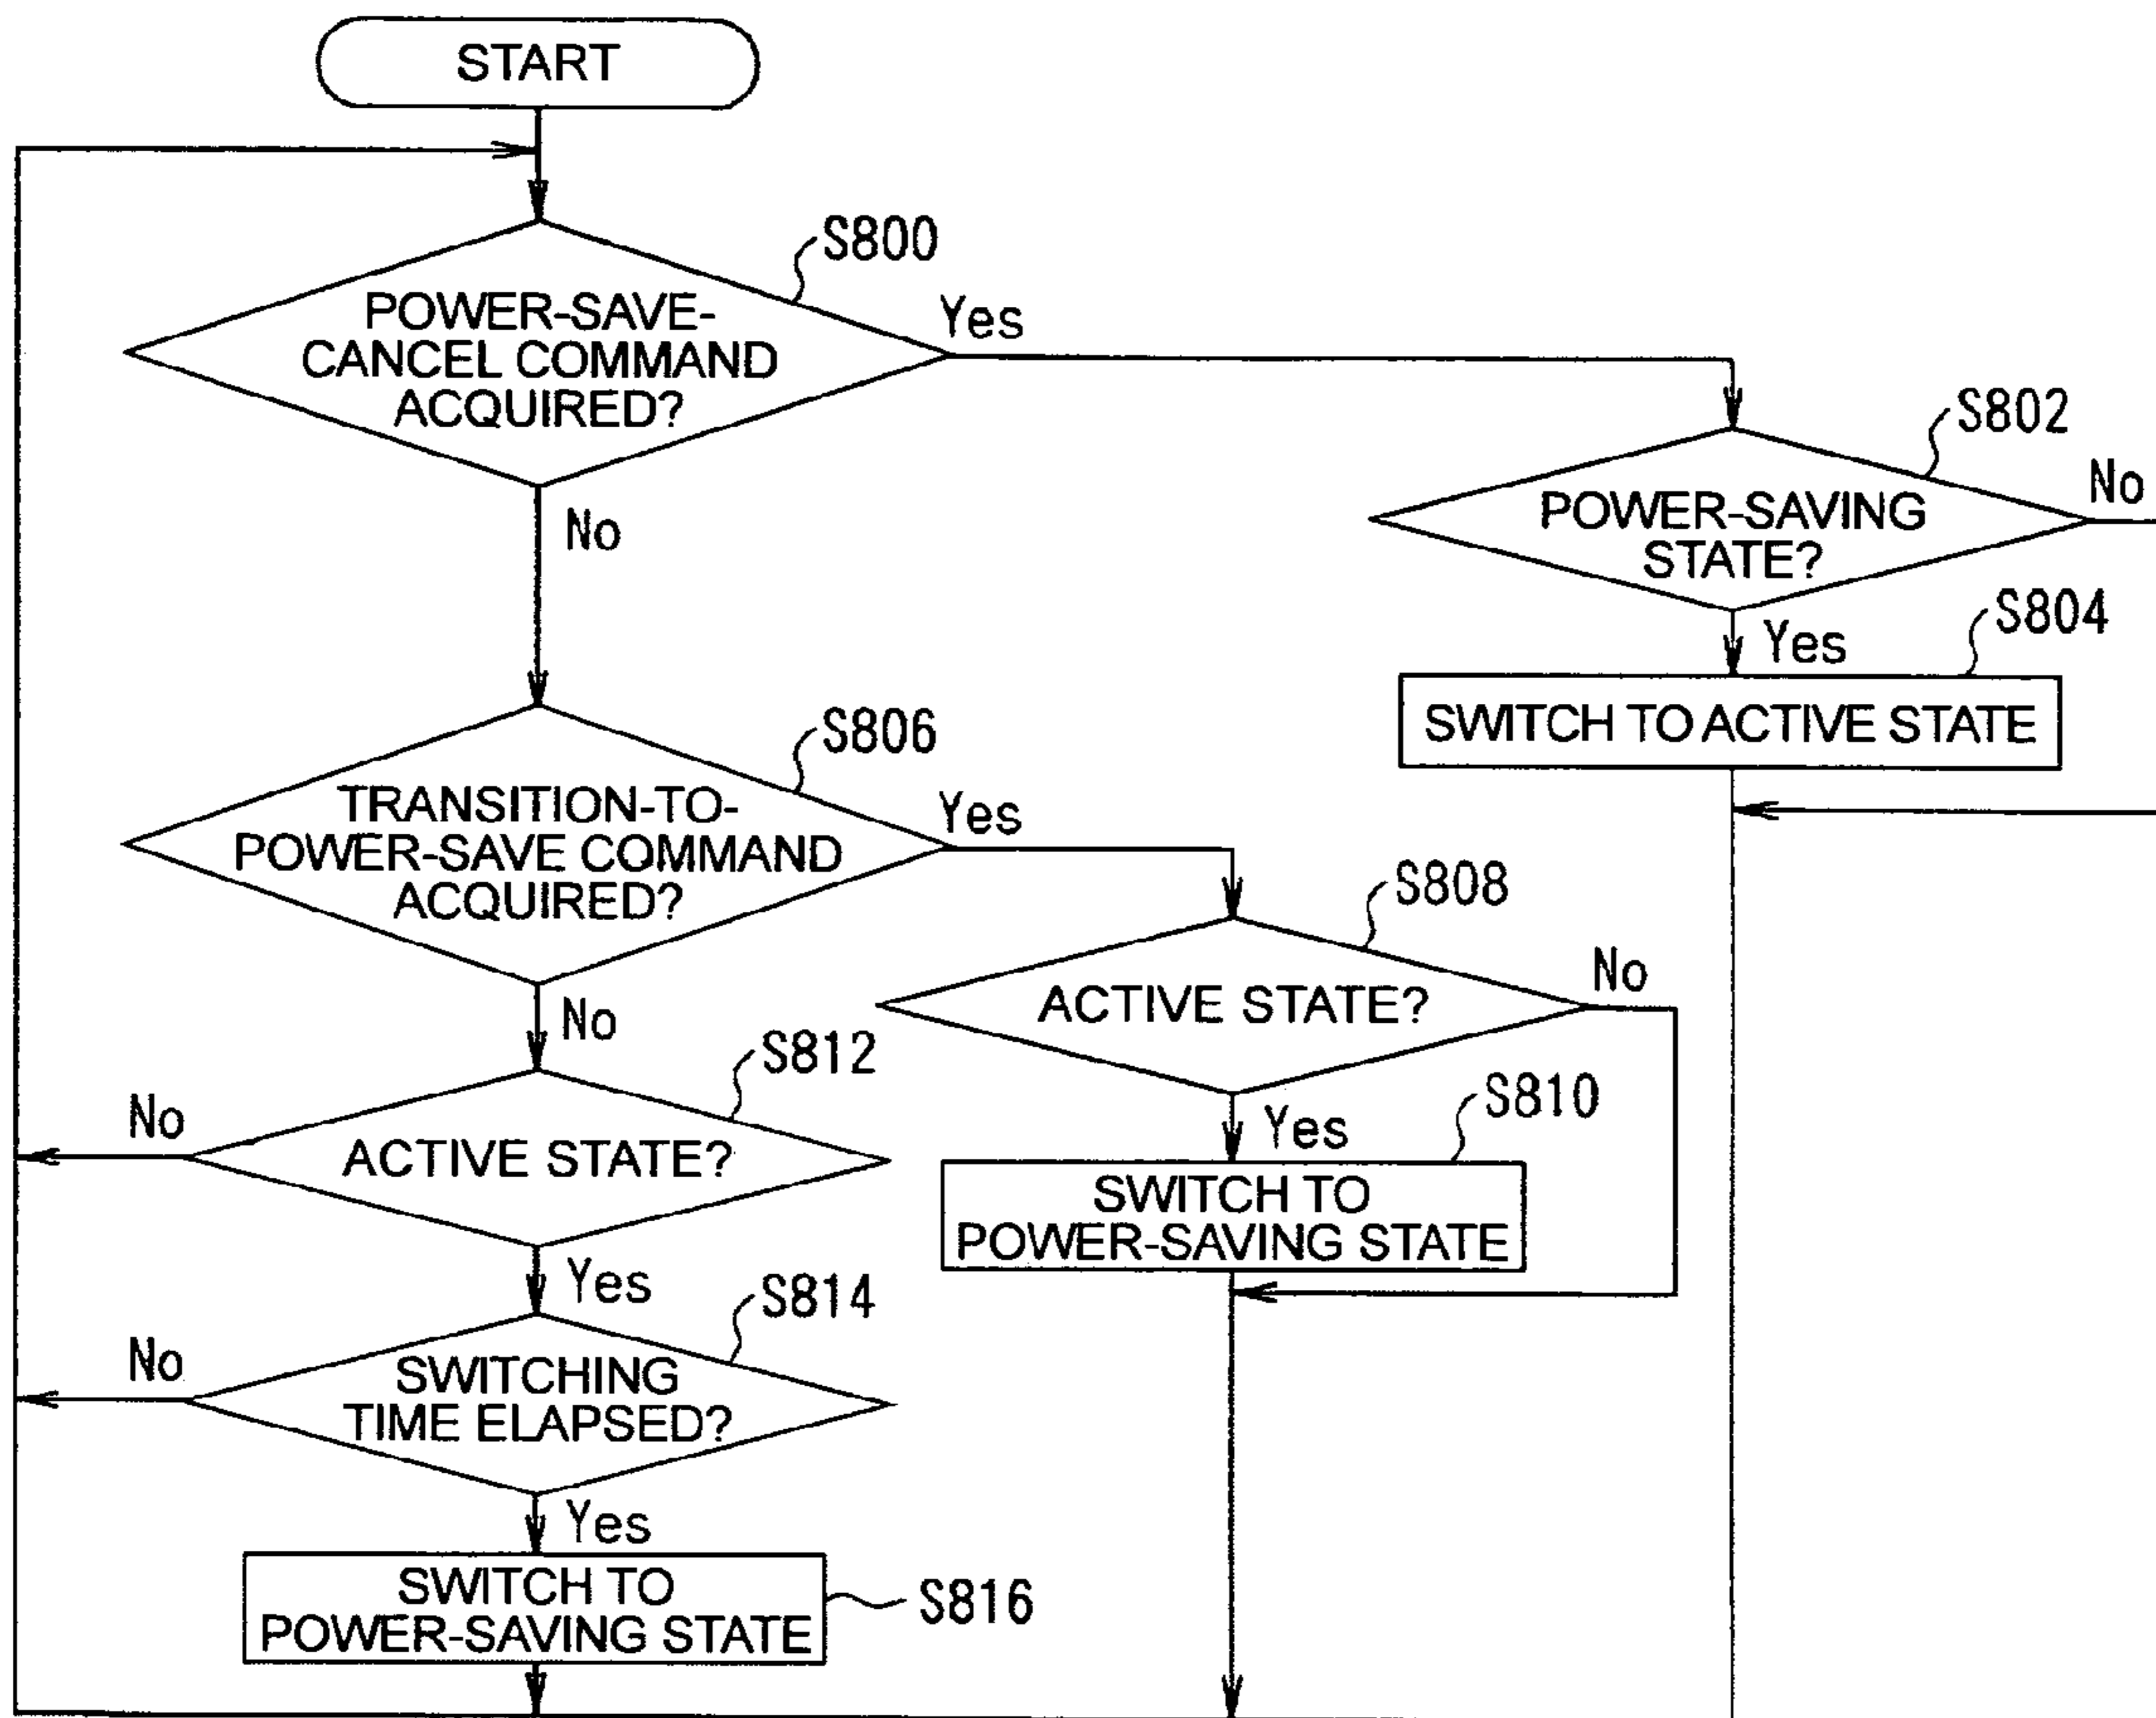 START
S800
POWER-SAVE-
CANCEL COMMAND
ACQUIRED?
Yes
No
S802
POWER-SAVING
STATE?
No
Yes
S804
SWITCH TO ACTIVE STATE
S806
TRANSITION-TO-
POWER-SAVE COMMAND
ACQUIRED?
Yes
No
S808
ACTIVE STATE?
No
Yes
S810
SWITCH TO
POWER-SAVING STATE
S812
ACTIVE STATE?
No
Yes
S814
SWITCHING
TIME ELAPSED?
No
Yes
SWITCH TO
POWER-SAVING STATE
S816